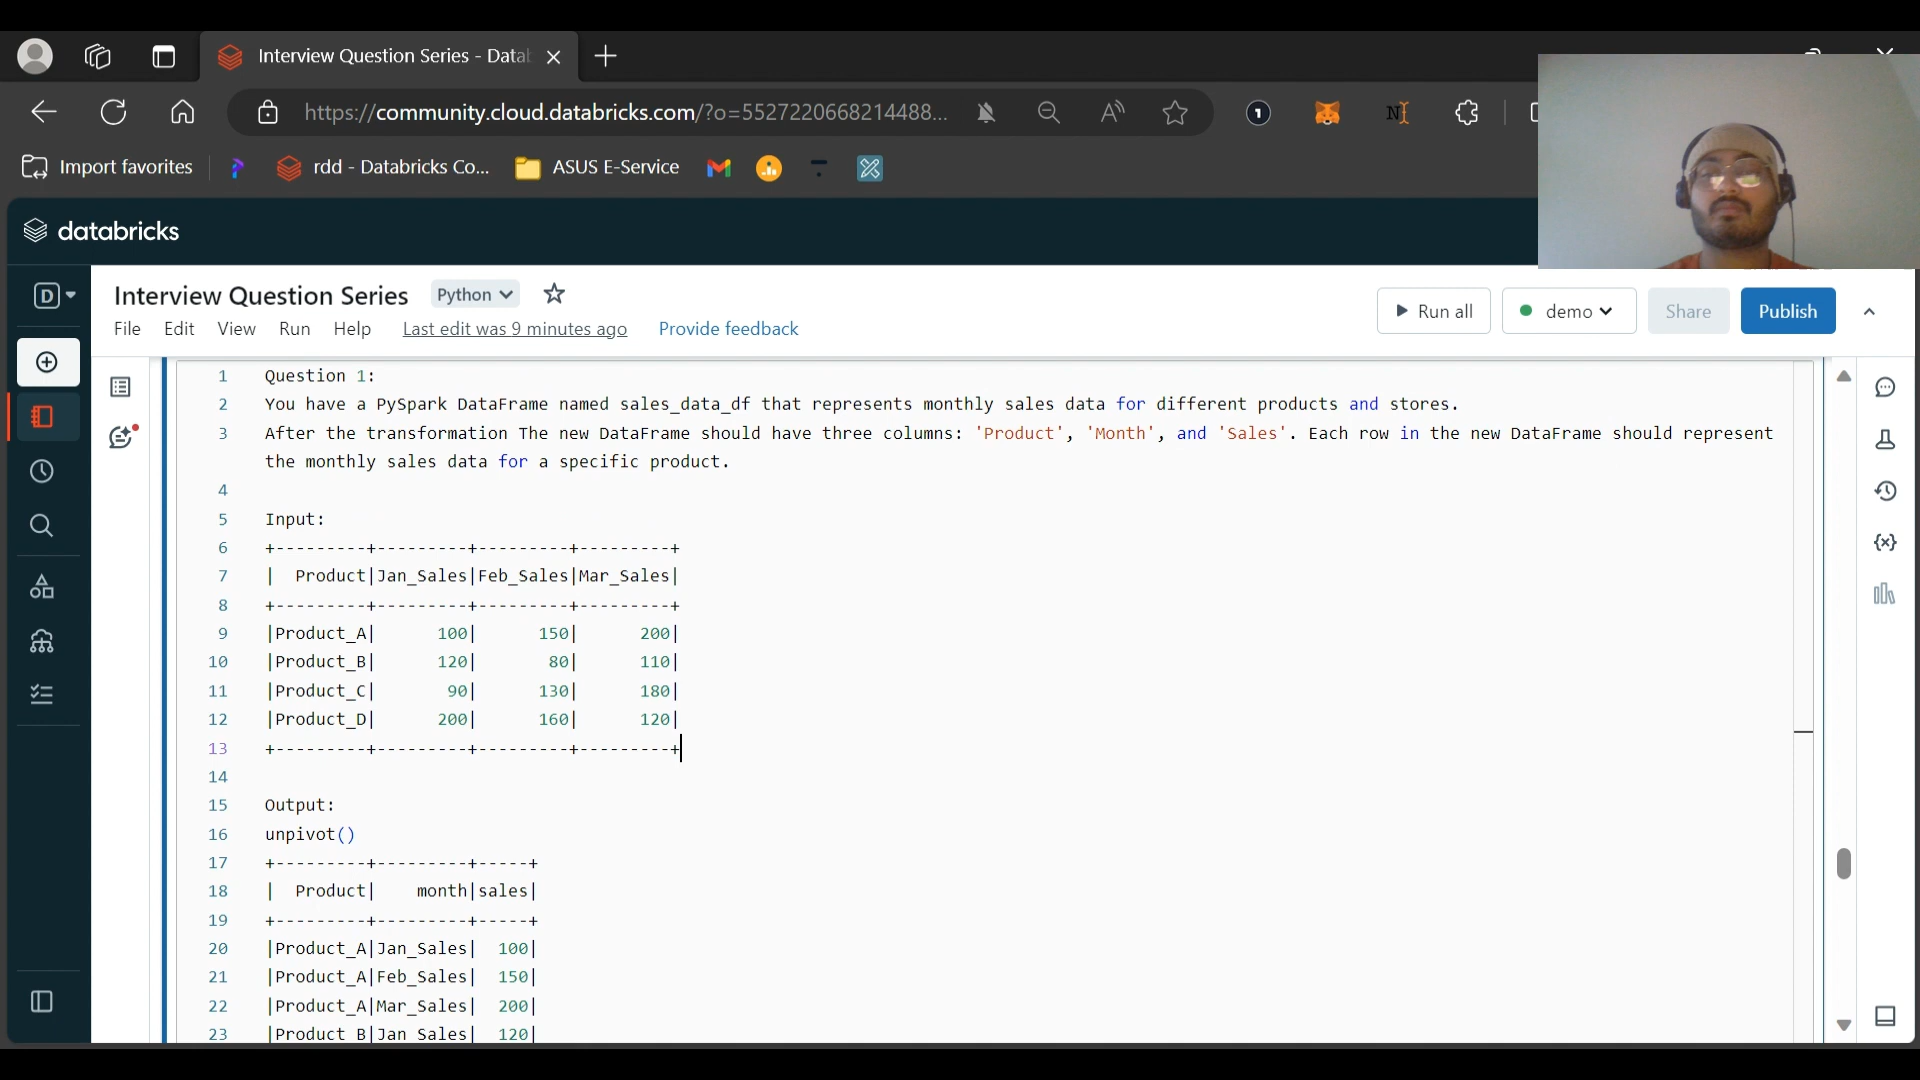 Interview Question Series - Datab
https://community.cloud.databricks.com/?o=5527220668214488...
Import favorites
rdd - Databricks Co...
ASUS E-Service
databricks
D
Interview Question Series
Python
Run all
demo
Share
Publish
File Edit View Run Help Last edit was 9 minutes ago Provide feedback
1 Question 1:
2 You have a PySpark DataFrame named sales_data_df that represents monthly sales data for different products and stores.
3 After the transformation The new DataFrame should have three columns: 'Product', 'Month', and 'Sales'. Each row in the new DataFrame should represent
the monthly sales data for a specific product.
4
5 Input:
6 +---------+---------+---------+---------+
7 |  Product|Jan_Sales|Feb_Sales|Mar_Sales|
8 +---------+---------+---------+---------+
9 |Product_A|      100|      150|      200|
10 |Product_B|      120|       80|      110|
11 |Product_C|       90|      130|      180|
12 |Product_D|      200|      160|      120|
13 +---------+---------+---------+---------+
14
15 Output:
16 unpivot()
17 +---------+---------+-----+
18 |  Product|    month|sales|
19 +---------+---------+-----+
20 |Product_A|Jan_Sales|  100|
21 |Product_A|Feb_Sales|  150|
22 |Product_A|Mar_Sales|  200|
23 |Product_B|Jan_Sales|  120|